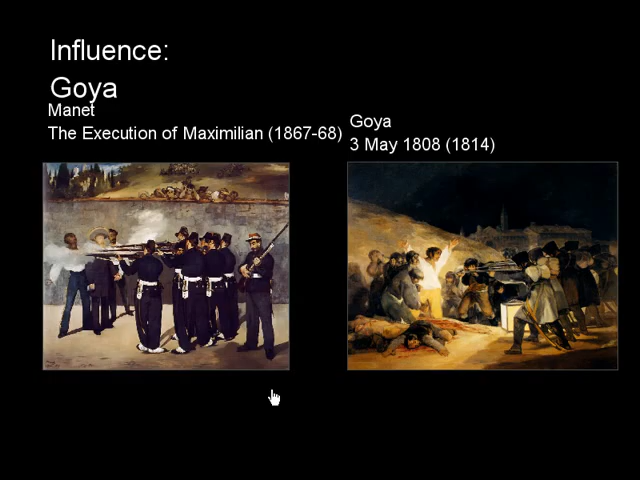 Influence:
Goya
Manet
The Execution of Maximilian (1867-68)
Goya
3 May 1808 (1814)